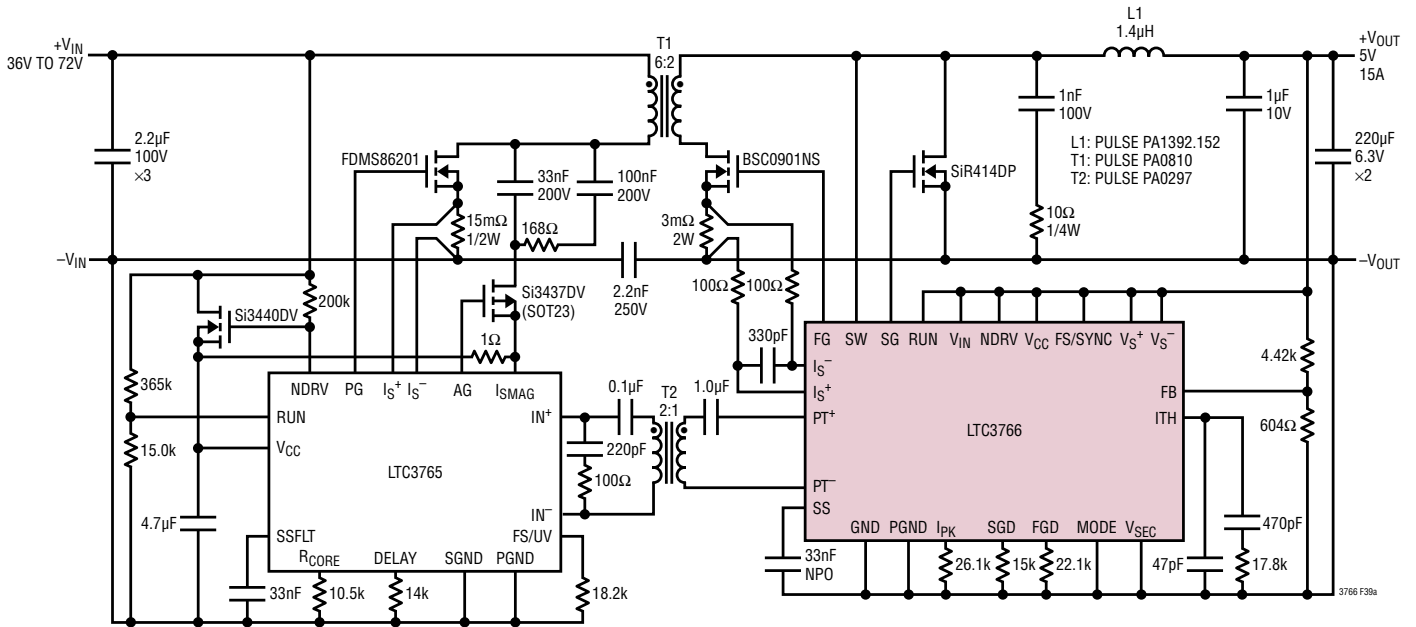 +VIN
36V TO 72V
2.2µF
100V
×3
T1
6:2
L1
1.4µH
+VOUT
5V
15A
FDMS86201
33nF
200V
100nF
200V
BSC0901NS
SiR414DP
1nF
100V
1µF
10V
L1: PULSE PA1392.152
T1: PULSE PA0810
T2: PULSE PA0297
220µF
6.3V
×2
15mΩ
1/2W
168Ω
3mΩ
2W
10Ω
1/4W
–VIN
–VOUT
2.2nF
250V
100Ω
100Ω
Si3440DV
200k
Si3437DV
(SOT23)
1Ω
330pF
365k
15.0k
4.7µF
NDRV
PG
IS+
IS–
AG
ISMAG
RUN
VCC
LTC3765
IN+
IN–
FS/UV
SSFLT
RCORE
DELAY
SGND
PGND
33nF
10.5k
14k
18.2k
0.1µF
T2
2:1
1.0µF
220pF
100Ω
FG
SW
SG
RUN
VIN
NDRV
VCC
FS/SYNC
VS+
VS–
IS–
IS+
PT+
LTC3766
FB
ITH
PT–
SS
GND
PGND
IPK
SGD
FGD
MODE
VSEC
33nF
NPO
26.1k
15k
22.1k
47pF
470pF
17.8k
4.42k
604Ω
3766 F39a